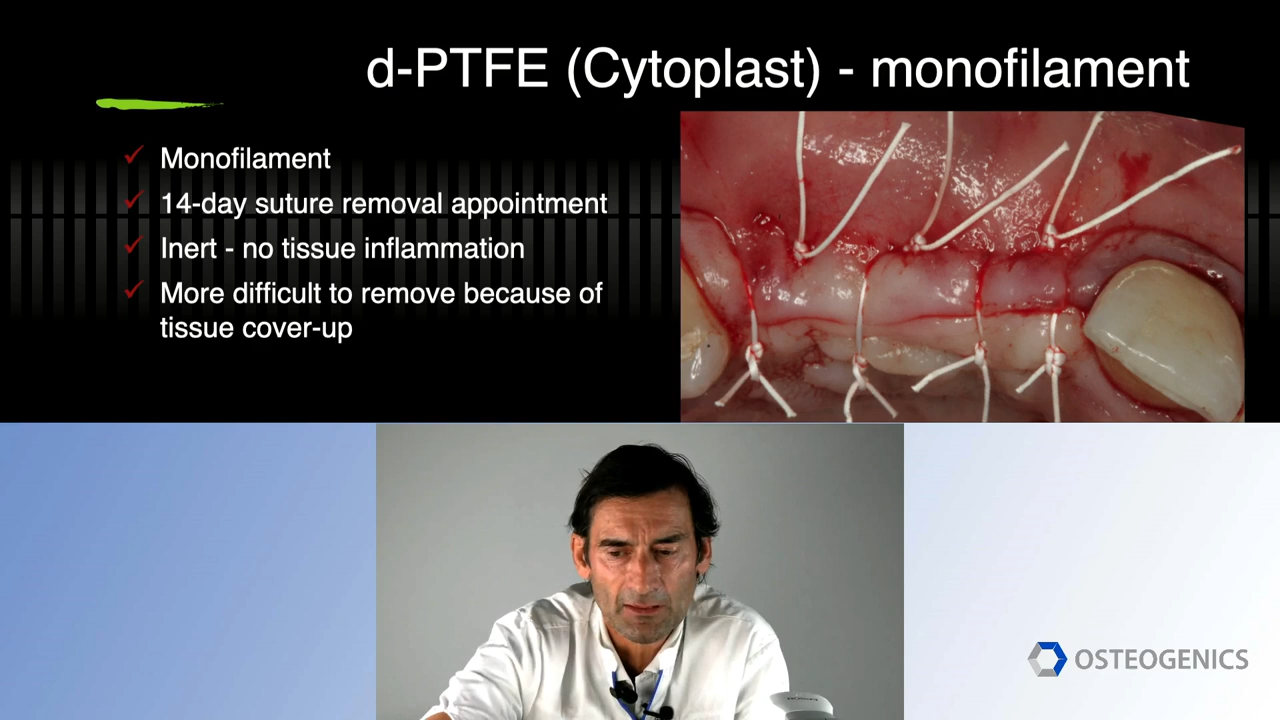 d-PTFE (Cytoplast) - monofilament
Monofilament
14-day suture removal appointment
Inert - no tissue inflammation
More difficult to remove because of
tissue cover-up
OSTEOGENICS